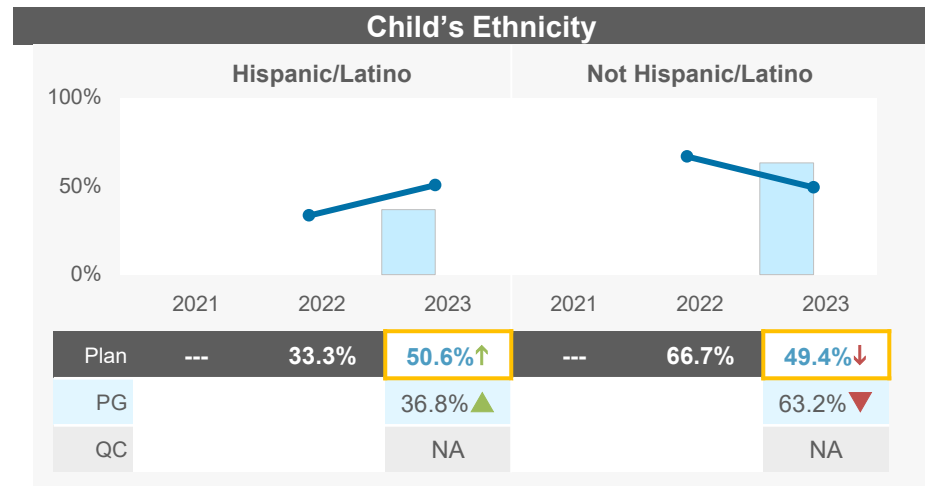 Child's Ethnicity
Hispanic/Latino Not Hispanic/Latino
100%
50%
0%
2021 2022 2023 2021 2022 2023
Plan --- 33.3% 50.6%↑ --- 66.7% 49.4%↓
PG 36.8%▲ 63.2%▼
QC NA NA